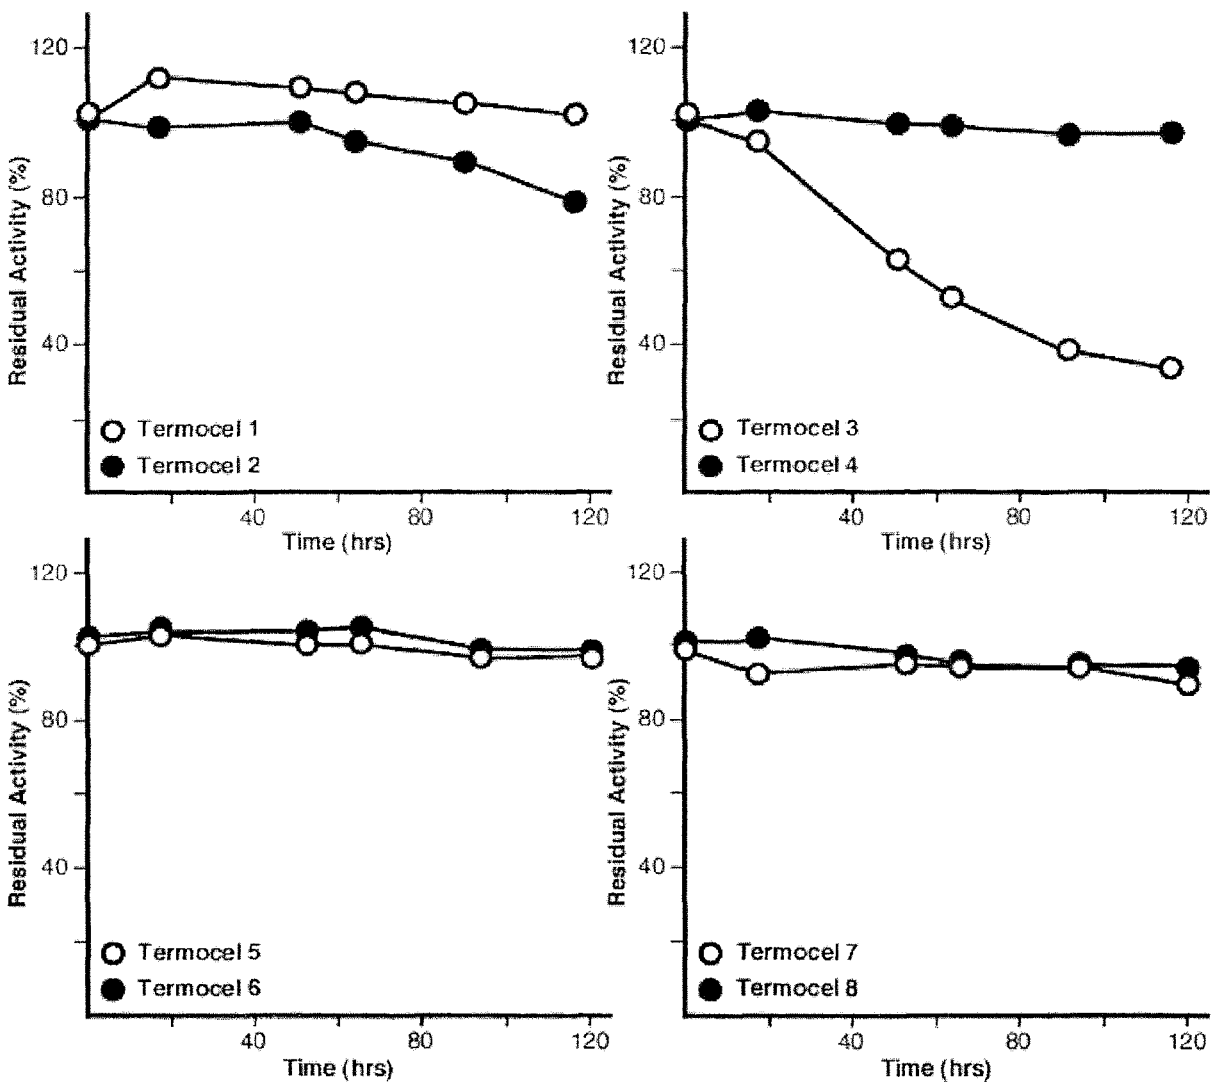 120
80
40
Residual Activity (%)
Termocel 1
Termocel 2
40 80 120
Time (hrs)
120
80
40
Residual Activity (%)
Termocel 3
Termocel 4
40 80 120
Time (hrs)
120
80
40
Residual Activity (%)
Termocel 5
Termocel 6
40 80 120
Time (hrs)
120
80
40
Residual Activity (%)
Termocel 7
Termocel 8
40 80 120
Time (hrs)